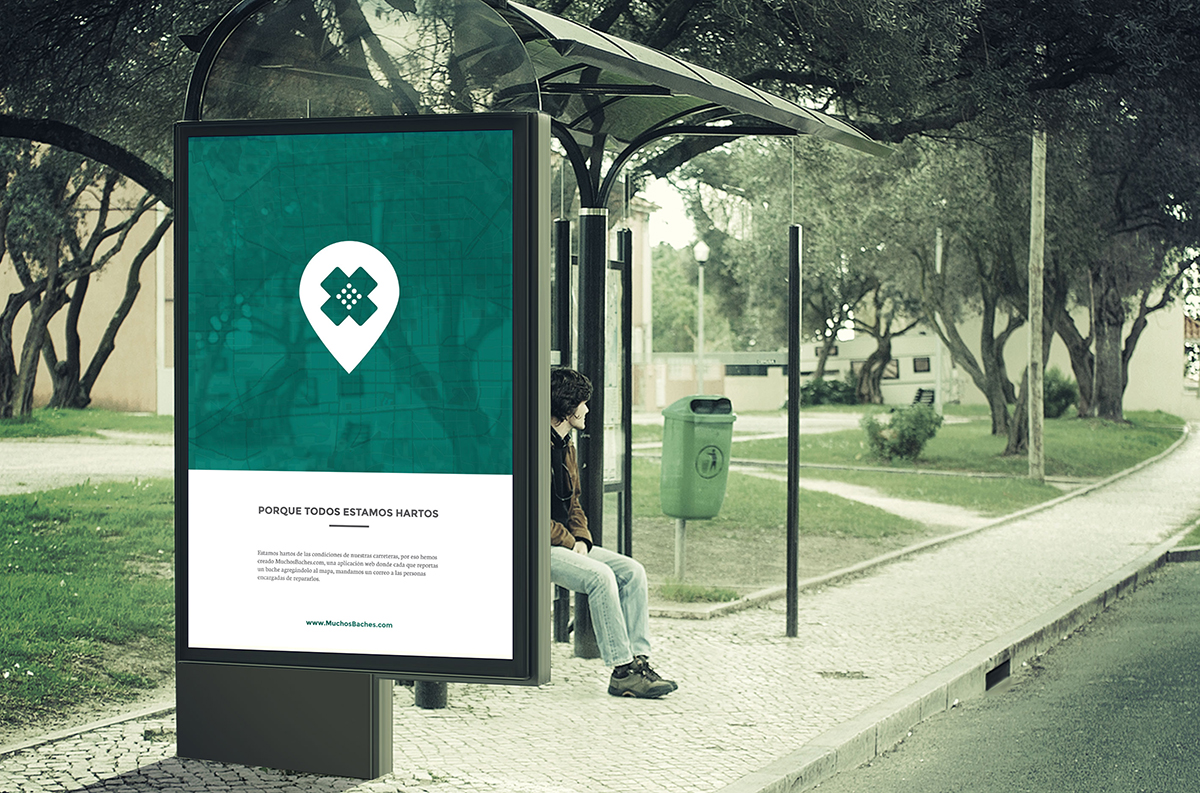 PORQUE TODOS ESTAMOS HARTOS
Estamos hartos de las condiciones de nuestras carreteras, por eso hemos
creado MuchosBaches.com, una aplicación web donde cada que reportas
un bache agregándolo al mapa, mandamos un correo a las personas
encargadas de repararlos.
www.MuchosBaches.com